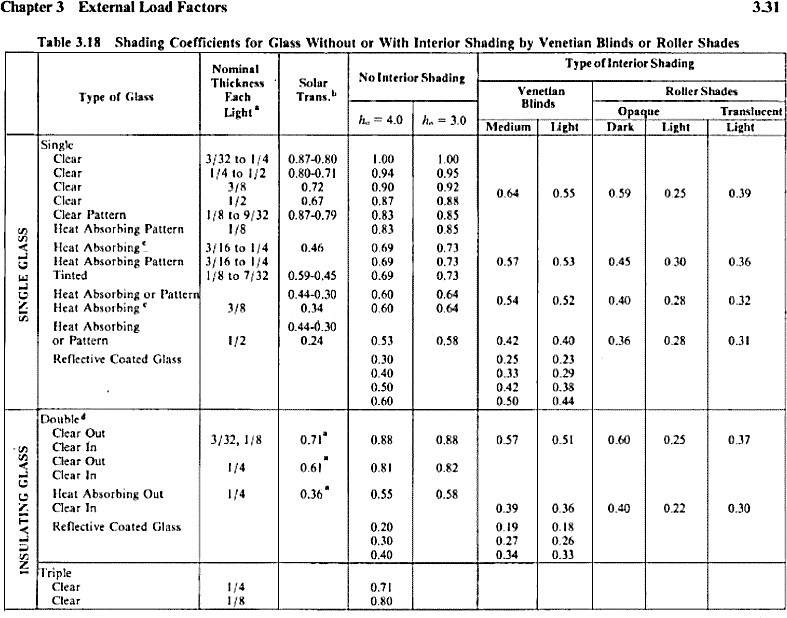 Chapter 3 External Load Factors 3.31
Table 3.18 Shading Coefficients for Glass Without or With Interior Shading by Venetian Blinds or Roller Shades
Type of Glass
Nominal
Thickness
Each
Light a
Solar
Trans. b
No Interior Shading
Type of Interior Shading
Venetian
Blinds
Roller Shades
Opaque Translucent
ho = 4.0 ho = 3.0
Medium Light Dark Light Light
SINGLE GLASS
Single
Clear 3/32 to 1/4 0.87-0.80 1.00 1.00
Clear 1/4 to 1/2 0.80-0.71 0.94 0.95
Clear 3/8 0.72 0.90 0.92
0.64 0.55 0.59 0.25 0.39
Clear 1/2 0.67 0.87 0.88
Clear Pattern 1/8 to 9/32 0.87-0.79 0.83 0.85
Heat Absorbing Pattern 1/8 0.83 0.85
Heat Absorbing c 3/16 to 1/4 0.46 0.69 0.73
Heat Absorbing Pattern 3/16 to 1/4 0.69 0.73 0.57 0.53 0.45 0 30 0.36
Tinted 1/8 to 7/32 0.59-0.45 0.69 0.73
Heat Absorbing or Pattern 0.44-0.30 0.60 0.64
0.54 0.52 0.40 0.28 0.32
Heat Absorbing c 3/8 0.34 0.60 0.64
Heat Absorbing 0.44-0.30
or Pattern 1/2 0.24 0.53 0.58 0.42 0.40 0.36 0.28 0.31
Reflective Coated Glass 0.30 0.25 0.23
0.40 0.33 0.29
0.50 0.42 0.38
0.60 0.50 0.44
INSULATING GLASS
Double d
Clear Out
Clear In
3/32, 1/8 0.71 a 0.88 0.88 0.57 0.51 0.60 0.25 0.37
Clear Out
Clear In
1/4 0.61 a 0.81 0.82
Heat Absorbing Out 1/4 0.36 a 0.55 0.58
Clear In 0.39 0.36 0.40 0.22 0.30
Reflective Coated Glass 0.20 0.19 0.18
0.30 0.27 0.26
0.40 0.34 0.33
Triple
Clear 1/4 0.71
Clear 1/8 0.80